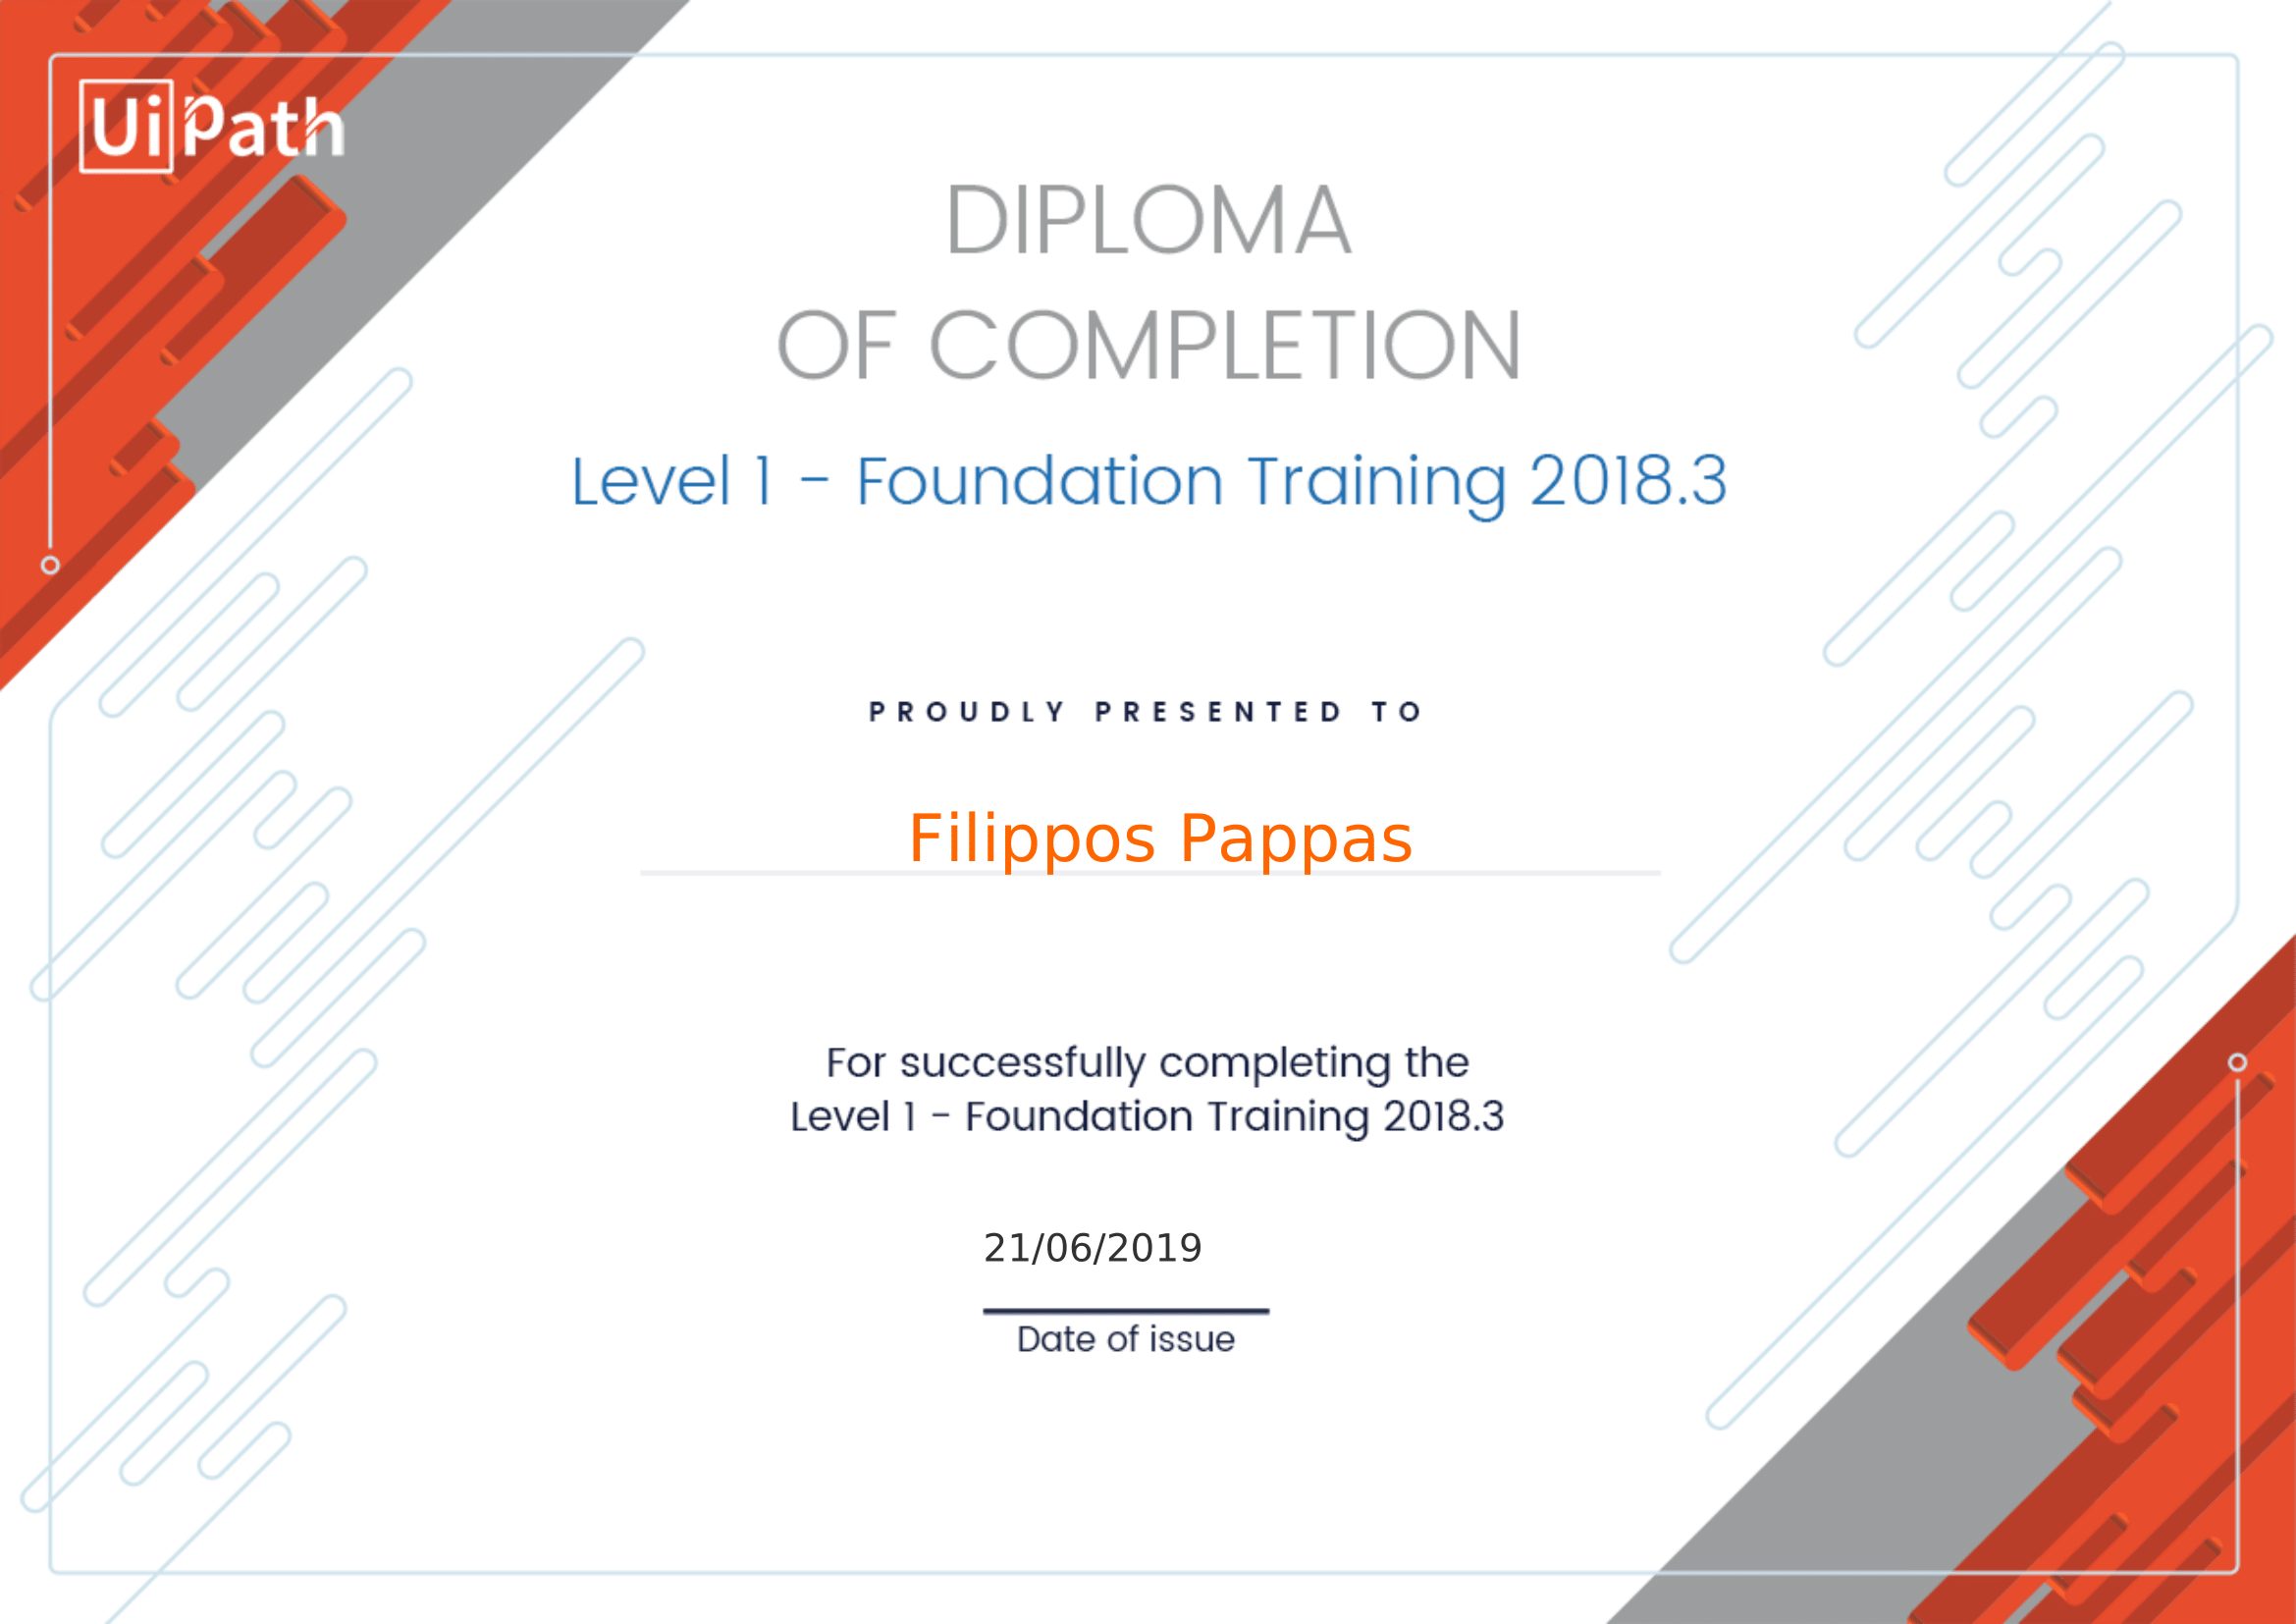 UiPath
DIPLOMA
OF COMPLETION
Level 1 - Foundation Training 2018.3
PROUDLY PRESENTED TO
Filippos Pappas
For successfully completing the
Level 1 - Foundation Training 2018.3
21/06/2019
Date of issue